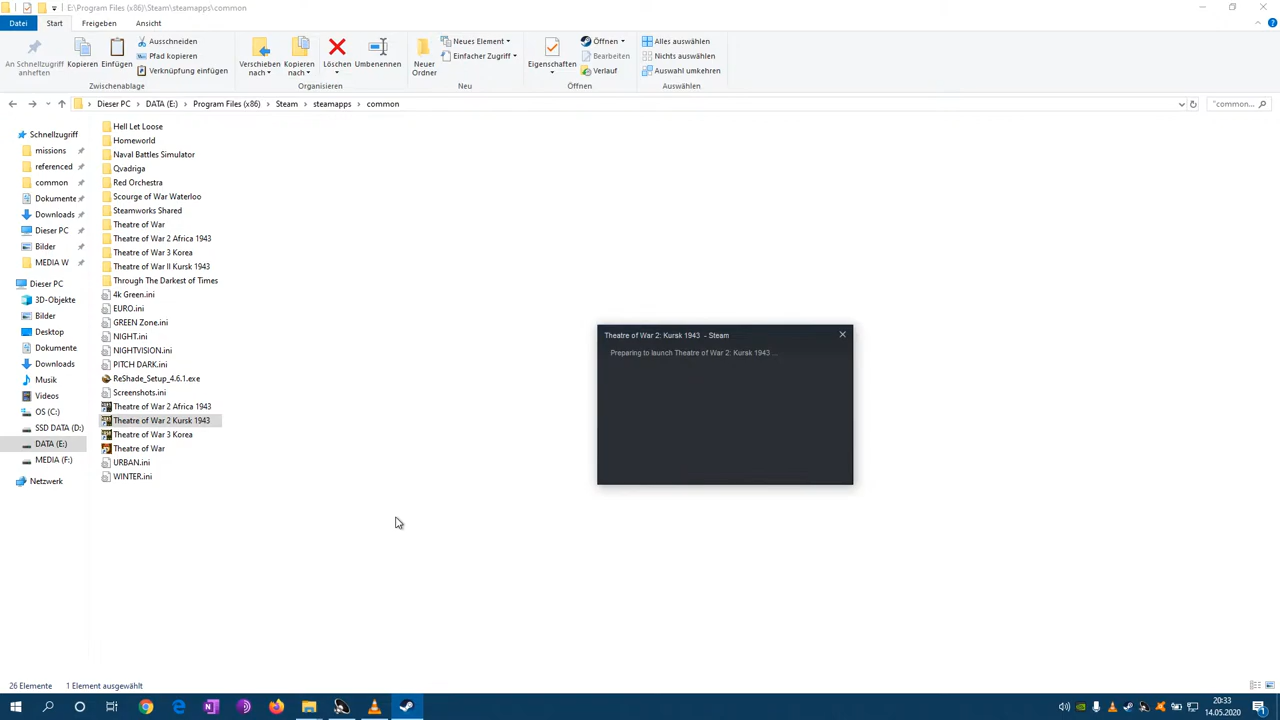 E:\Program Files (x86)\Steam\steamapps\common
Datei Start Freigeben Ansicht
An Schnellzugriff anheften
Kopieren
Einfügen
Ausschneiden
Pfad kopieren
Verknüpfung einfügen
Zwischenablage
Verschieben nach
Kopieren nach
Löschen
Umbenennen
Organisieren
Neuer Ordner
Neues Element
Einfacher Zugriff
Neu
Eigenschaften
Öffnen
Bearbeiten
Verlauf
Öffnen
Alles auswählen
Nichts auswählen
Auswahl umkehren
Auswählen
Dieser PC > DATA (E:) > Program Files (x86) > Steam > steamapps > common
"common...
Schnellzugriff
missions
referenced
common
Dokumente
Downloads
Dieser PC
Bilder
MEDIA W
Dieser PC
3D-Objekte
Bilder
Desktop
Dokumente
Downloads
Musik
Videos
OS (C:)
SSD DATA (D:)
DATA (E:)
MEDIA (F:)
Netzwerk
Hell Let Loose
Homeworld
Naval Battles Simulator
Qvadriga
Red Orchestra
Scourge of War Waterloo
Steamworks Shared
Theatre of War
Theatre of War 2 Africa 1943
Theatre of War 3 Korea
Theatre of War II Kursk 1943
Through The Darkest of Times
4k Green.ini
EURO.ini
GREEN Zone.ini
NIGHT.ini
NIGHTVISION.ini
PITCH DARK.ini
ReShade_Setup_4.6.1.exe
Screenshots.ini
Theatre of War 2 Africa 1943
Theatre of War 2 Kursk 1943
Theatre of War 3 Korea
Theatre of War
URBAN.ini
WINTER.ini
Theatre of War 2: Kursk 1943 - Steam
Preparing to launch Theatre of War 2: Kursk 1943 ...
26 Elemente 1 Element ausgewählt
20:33
14.05.2020